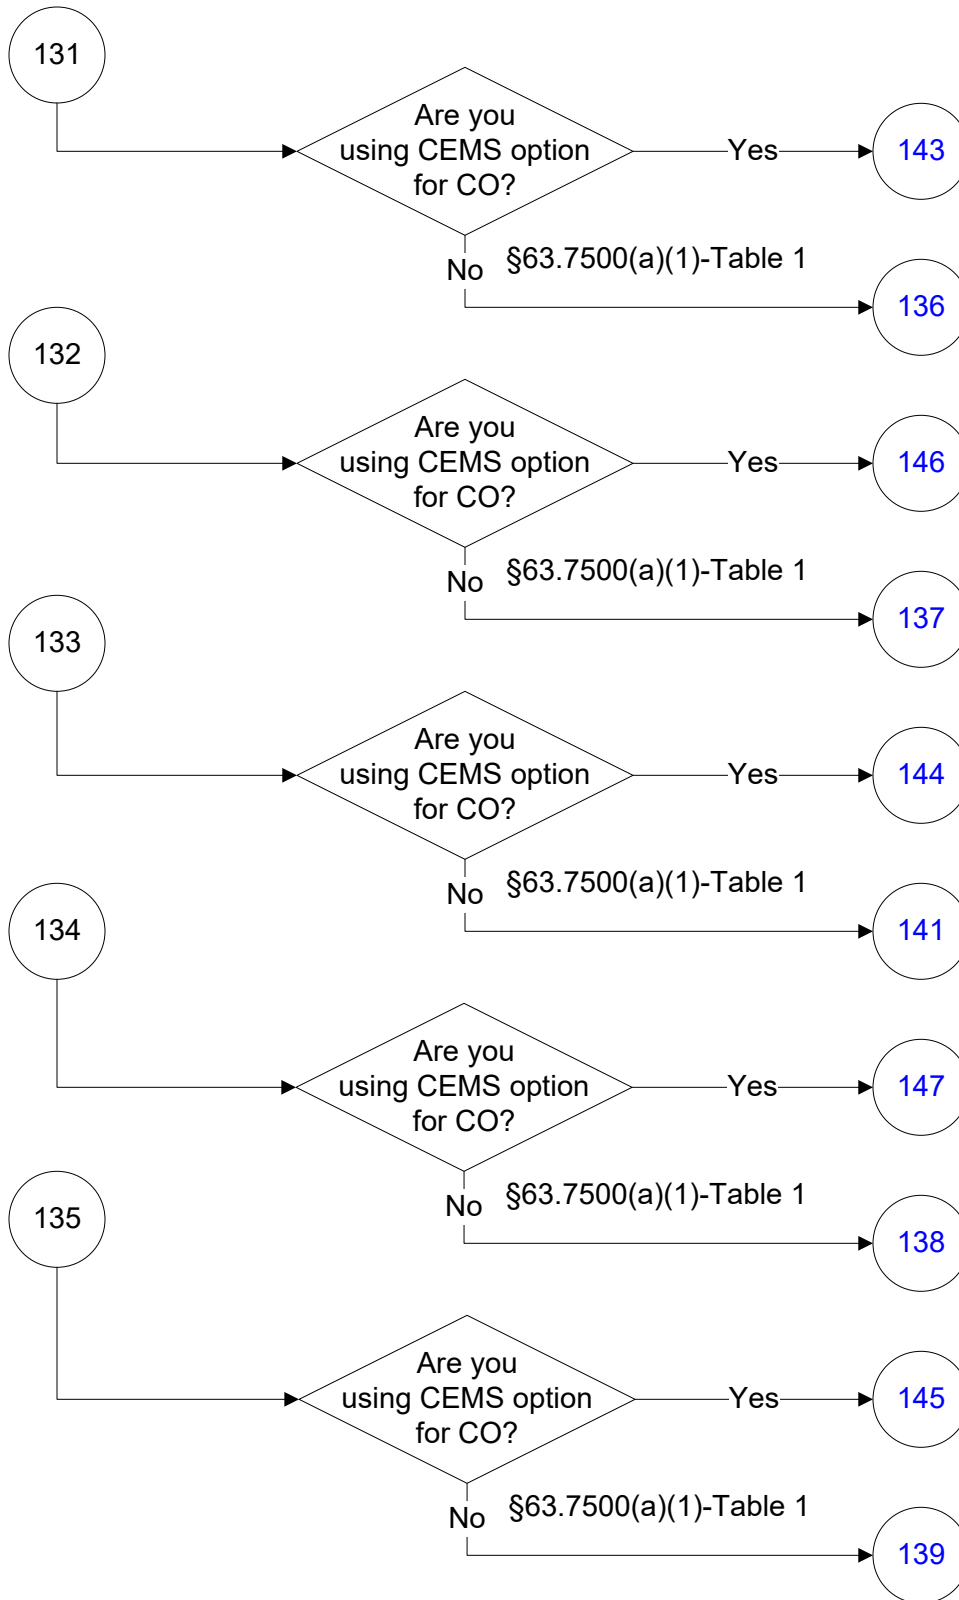 131
Are you
using CEMS option
for CO?
Yes
143
No
§63.7500(a)(1)-Table 1
136
132
Are you
using CEMS option
for CO?
Yes
146
No
§63.7500(a)(1)-Table 1
137
133
Are you
using CEMS option
for CO?
Yes
144
No
§63.7500(a)(1)-Table 1
141
134
Are you
using CEMS option
for CO?
Yes
147
No
§63.7500(a)(1)-Table 1
138
135
Are you
using CEMS option
for CO?
Yes
145
No
§63.7500(a)(1)-Table 1
139